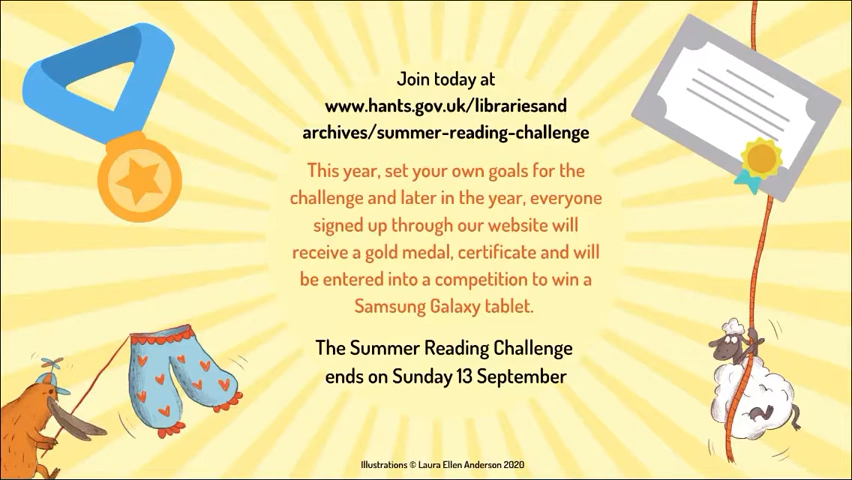 Join today at
www.hants.gov.uk/librariesand
archives/summer-reading-challenge
This year, set your own goals for the
challenge and later in the year, everyone
signed up through our website will
receive a gold medal, certificate and will
be entered into a competition to win a
Samsung Galaxy tablet.
The Summer Reading Challenge
ends on Sunday 13 September
Illustrations © Laura Ellen Anderson 2020